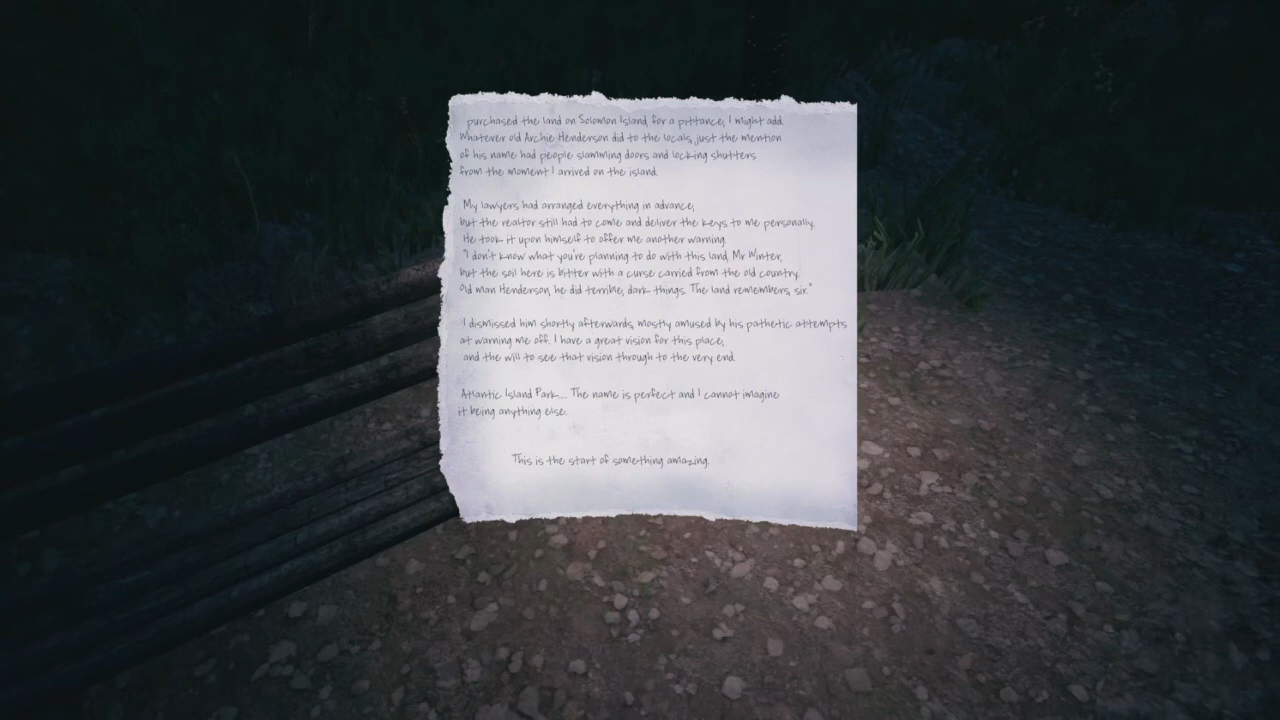 purchased the land on Solomon Island, for a pittance, I might add.
Whatever old Archie Henderson did to the locals, just the mention
of his name had people slamming doors and locking shutters
from the moment I arrived on the island.
My lawyers had arranged everything in advance,
but the realtor still had to come and deliver the keys to me personally.
He took it upon himself to offer me another warning.
"I don't know what you're planning to do with this land, Mr Winter,
but the soil here is bitter with a curse carried from the old country.
Old man Henderson, he did terrible, dark things. The land remembers, sir."
I dismissed him shortly afterwards, mostly amused by his pathetic attempts
at warning me off. I have a great vision for this place,
and the will to see that vision through to the very end.
Atlantic Island Park.... The name is perfect and I cannot imagine
it being anything else.
This is the start of something amazing.